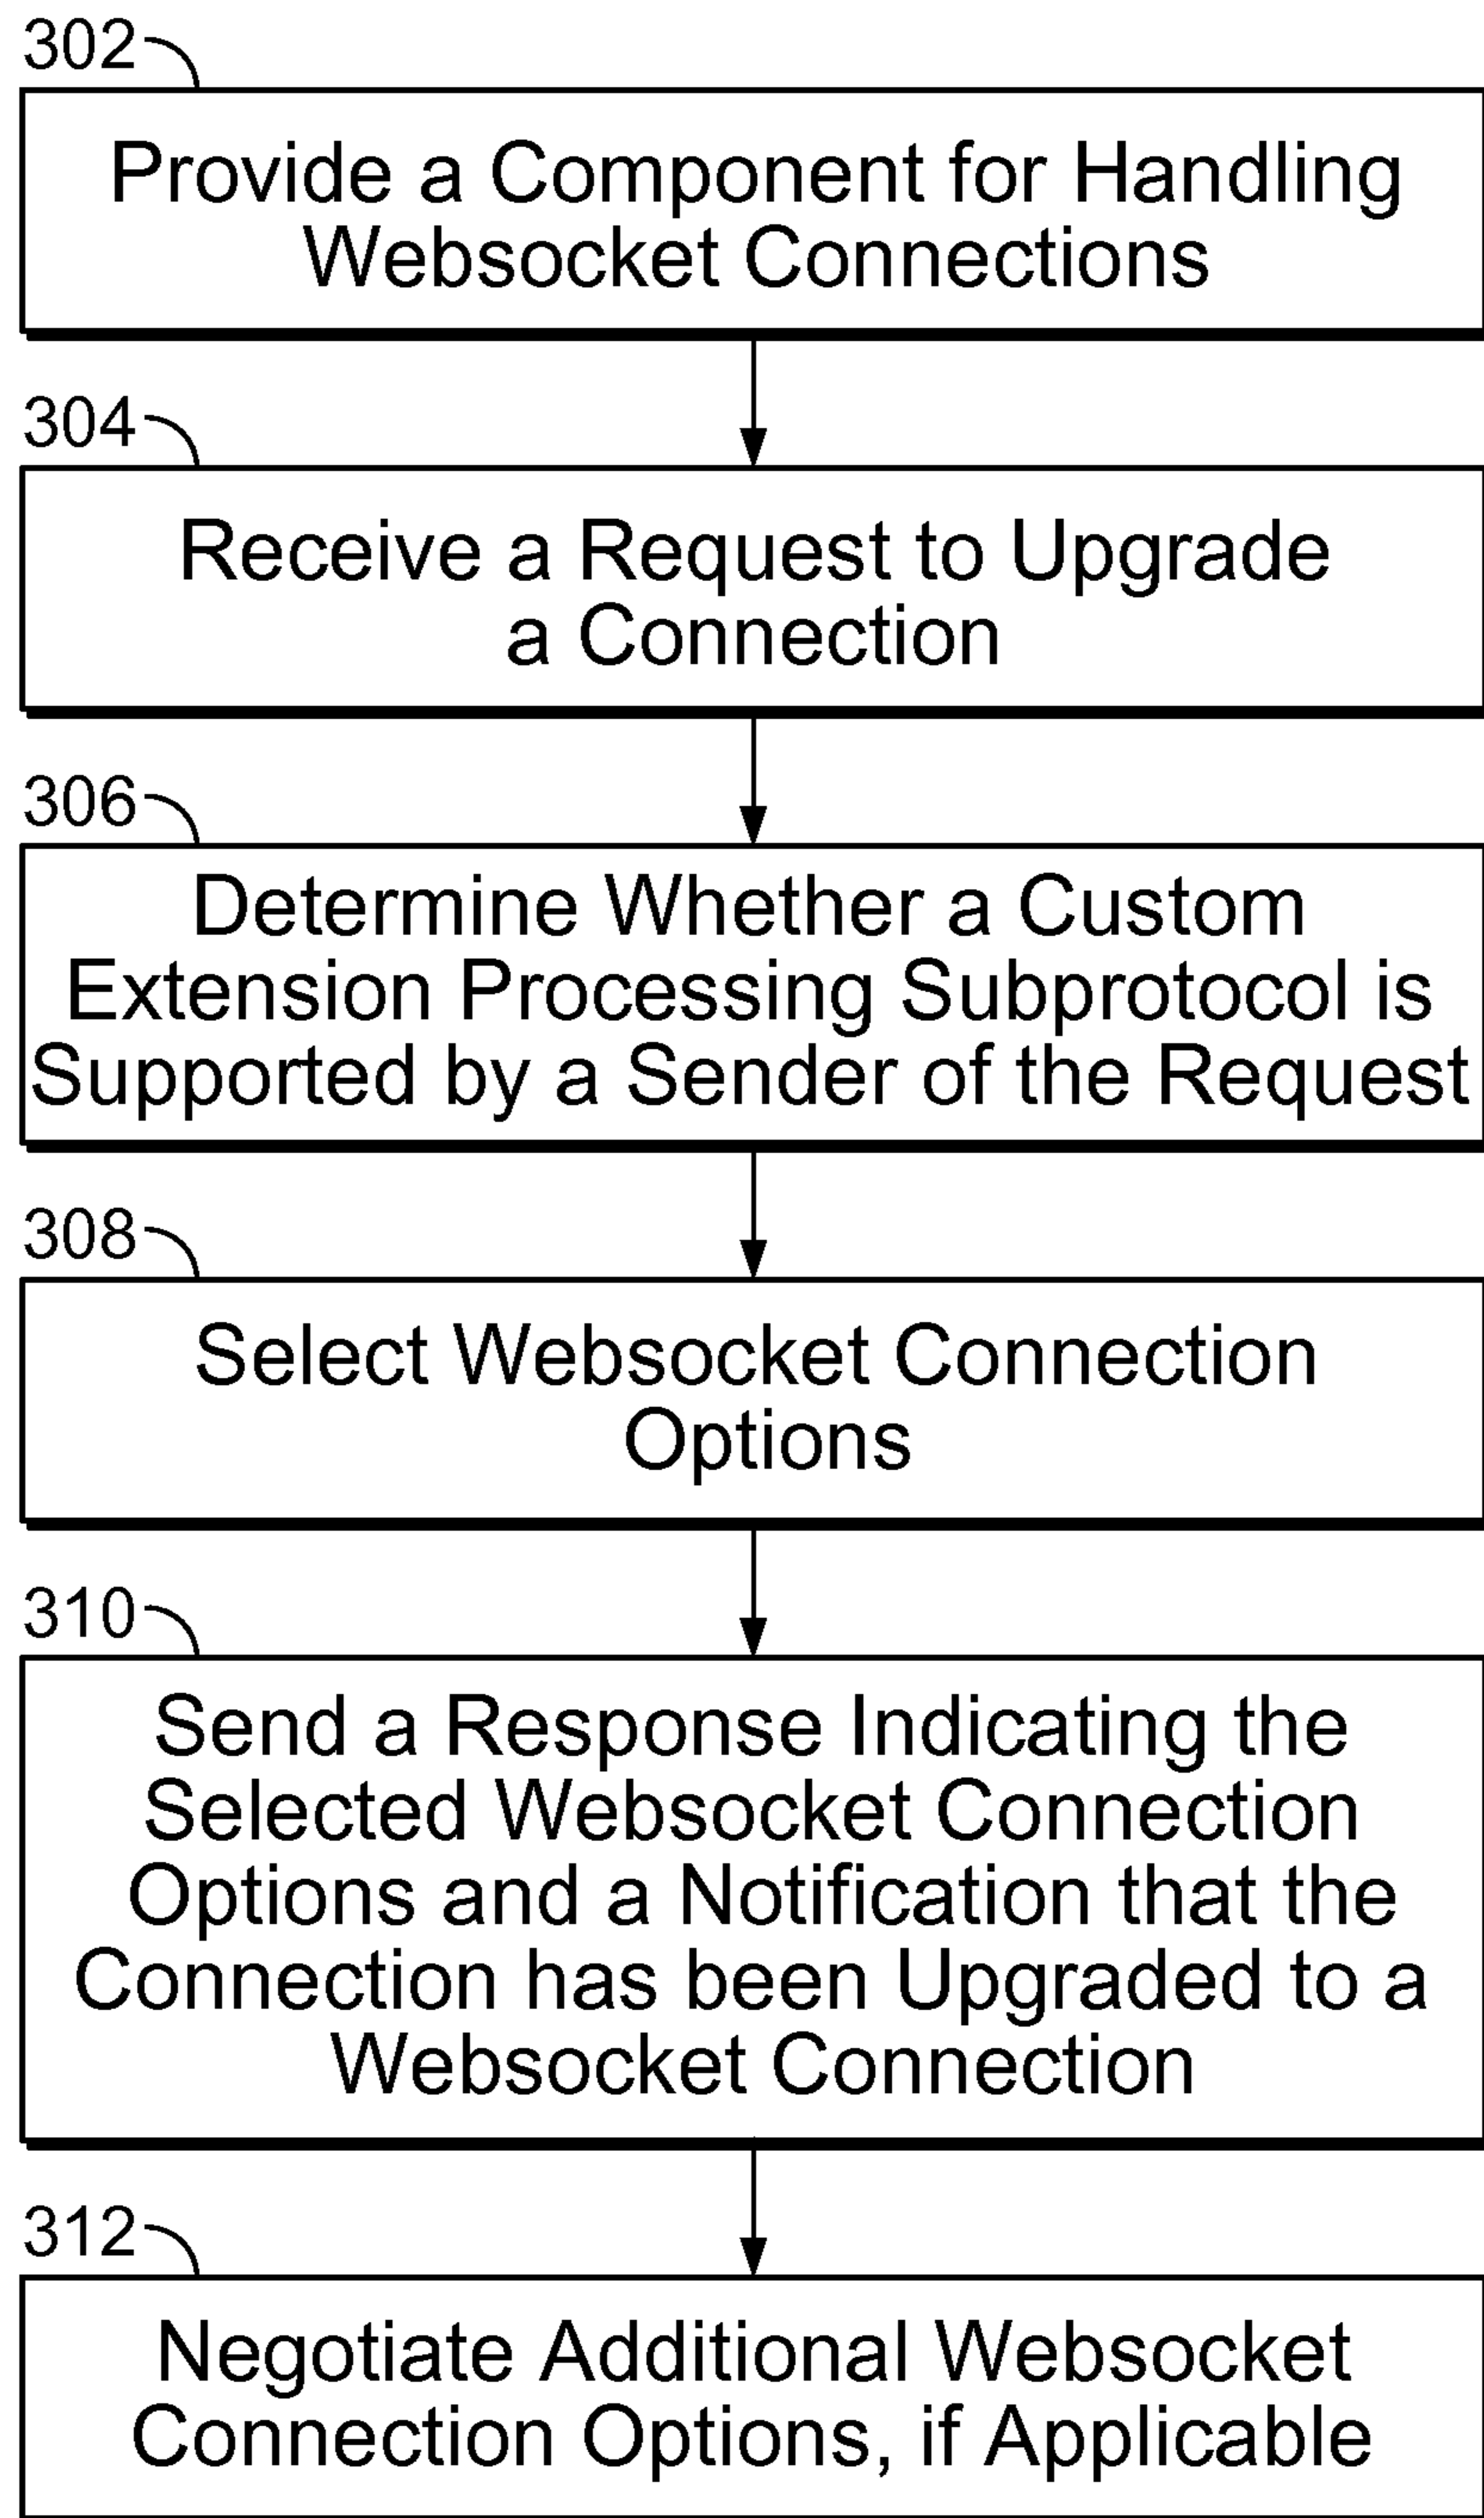 302
Provide a Component for Handling
Websocket Connections
304
Receive a Request to Upgrade
a Connection
306
Determine Whether a Custom
Extension Processing Subprotocol is
Supported by a Sender of the Request
308
Select Websocket Connection
Options
310
Send a Response Indicating the
Selected Websocket Connection
Options and a Notification that the
Connection has been Upgraded to a
Websocket Connection
312
Negotiate Additional Websocket
Connection Options, if Applicable